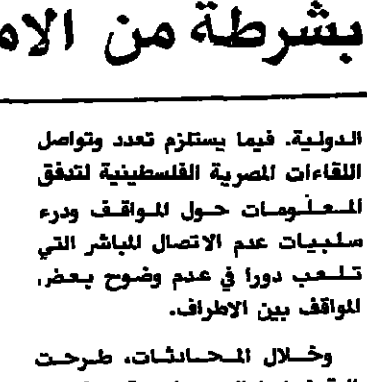 بشرطة من الام
الدولية. فيما يستلزم تعدد وتواصل
اللقاءات المصرية الفلسطينية لتدفق
المعلومات حول المواقف ودرء
سلبيات عدم الاتصال المباشر التي
تلعب دورا في عدم وضوح بعض
المواقف بين الاطراف.
وخلال المحادثات، طرحت